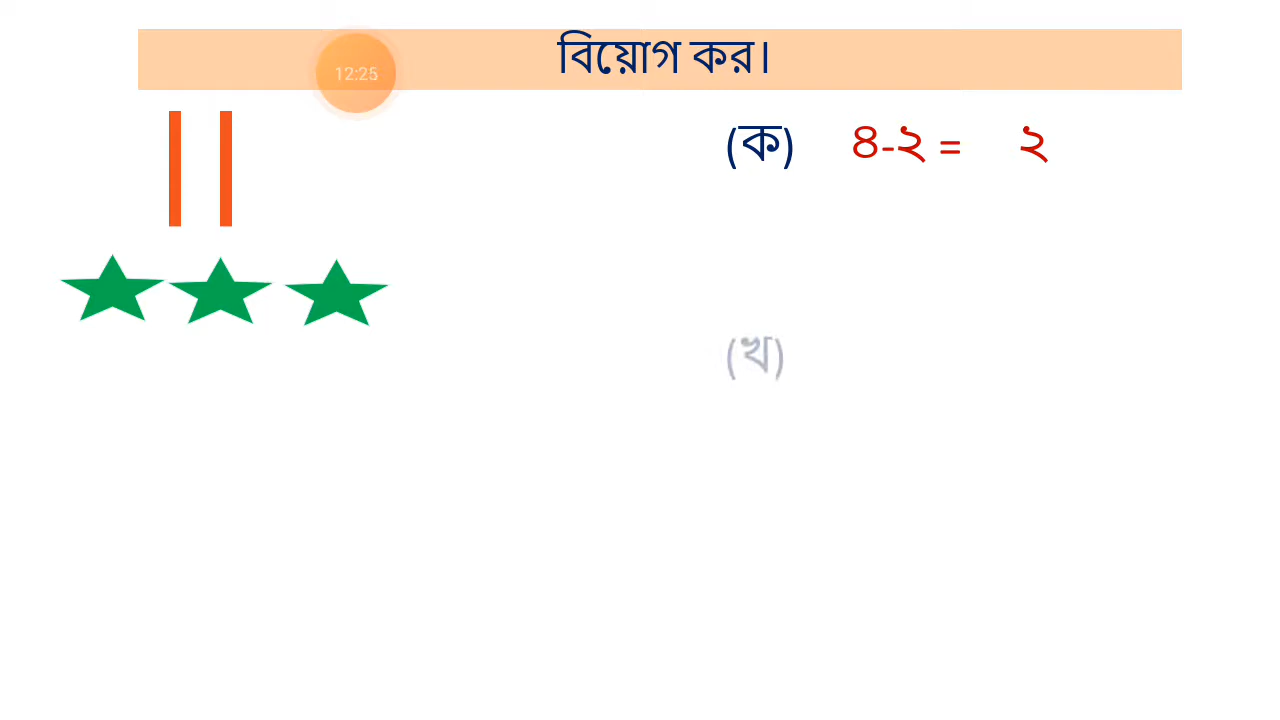 বিয়োগ কর।
12:25
(ক) ৪-২ = ২
(খ)